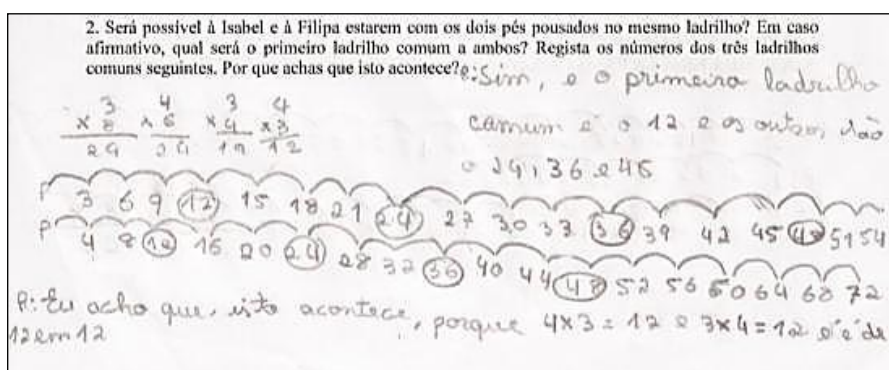 2. Será possível à Isabel e à Filipa estarem com os dois pés pousados no mesmo ladrilho? Em caso
afirmativo, qual será o primeiro ladrilho comum a ambos? Regista os números dos três ladrilhos
comuns seguintes. Por que achas que isto acontece?
R: Sim, e o primeiro ladrilho
comum é o 12 e os outros são
o 24, 36 e 48
3 4 3 4
× 8 × 6 × 4 × 3
24 24 12 12
F 3 6 9 12 15 18 21 24 27 30 33 36 39 42 45 48 51 54
P 4 8 12 16 20 24 28 32 36 40 44 48 52 56 60 64 68 72
R: Eu acho que, isto acontece, porque 4x3 = 12 e 3x4 = 12 e é de
12 em 12